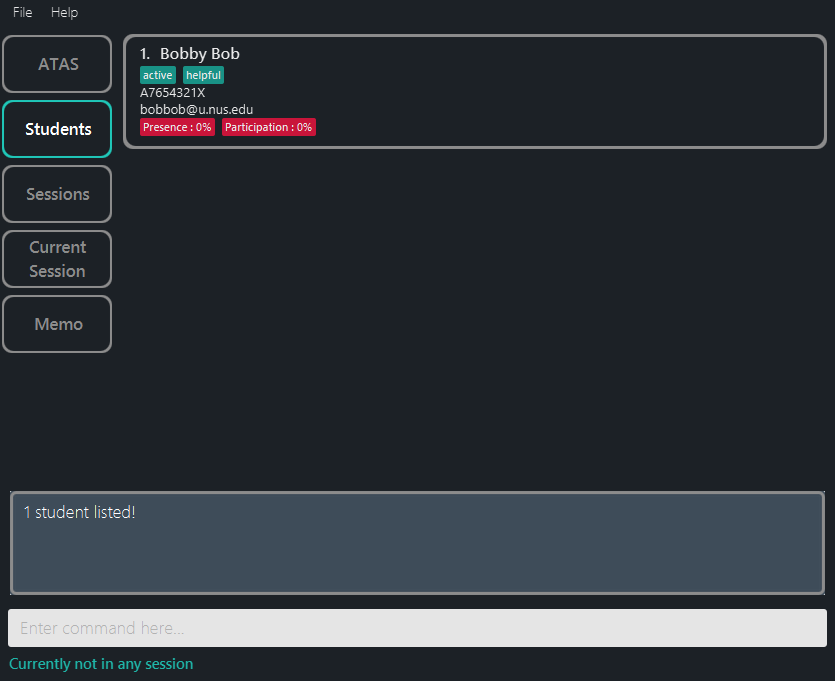 File Help
ATAS
Students
Sessions
Current
Session
Memo
1. Bobby Bob
active helpful
A7654321X
bobbob@u.nus.edu
Presence : 0% Participation : 0%
1 student listed!
Enter command here...
Currently not in any session